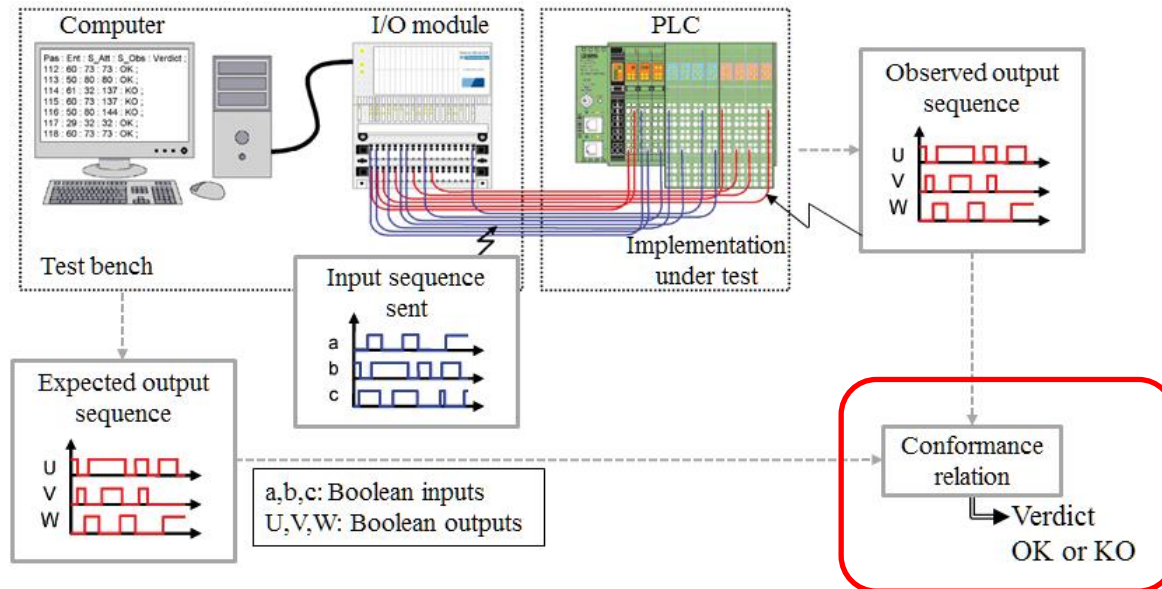 Computer
I/O module
PLC
Pas : Ent : S_Att : S_Obs : Verdict ;
112 : 60 : 73 : 73 : OK ;
113 : 50 : 80 : 80 : OK ;
114 : 61 : 32 : 137 : KO ;
115 : 60 : 73 : 137 : KO ;
116 : 50 : 80 : 144 : KO ;
117 : 29 : 32 : 32 : OK ;
118 : 60 : 73 : 73 : OK ;
Observed output
sequence
U
V
W
Test bench
Implementation
under test
Input sequence
sent
a
b
c
Expected output
sequence
U
V
W
a,b,c: Boolean inputs
U,V,W: Boolean outputs
Conformance
relation
Verdict
OK or KO